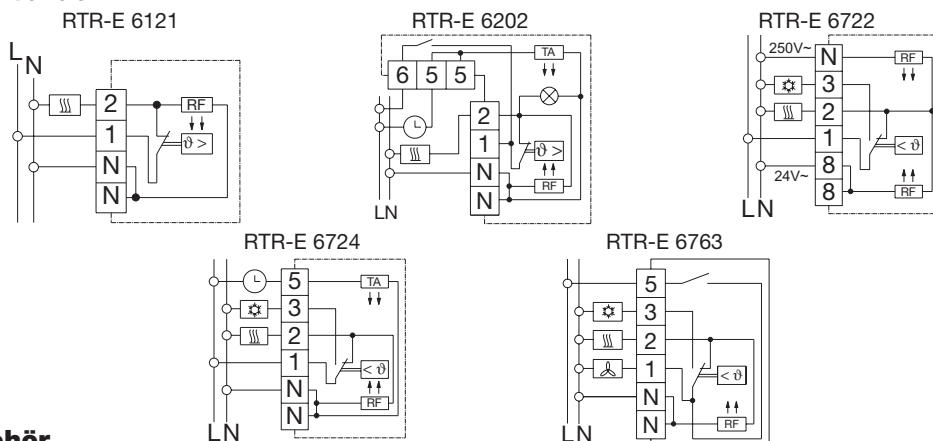 RTR-E 6121
L
N
2
RF
1
ϑ >
N
N
RTR-E 6202
TA
6 5 5
2
1
ϑ >
N
RF
N
LN
RTR-E 6722
250V~
N
RF
3
2
1
< ϑ
8
24V~
8
RF
LN
RTR-E 6724
5
TA
3
2
1
< ϑ
N
RF
N
LN
RTR-E 6763
5
3
2
1
< ϑ
N
RF
N
LN
ehör